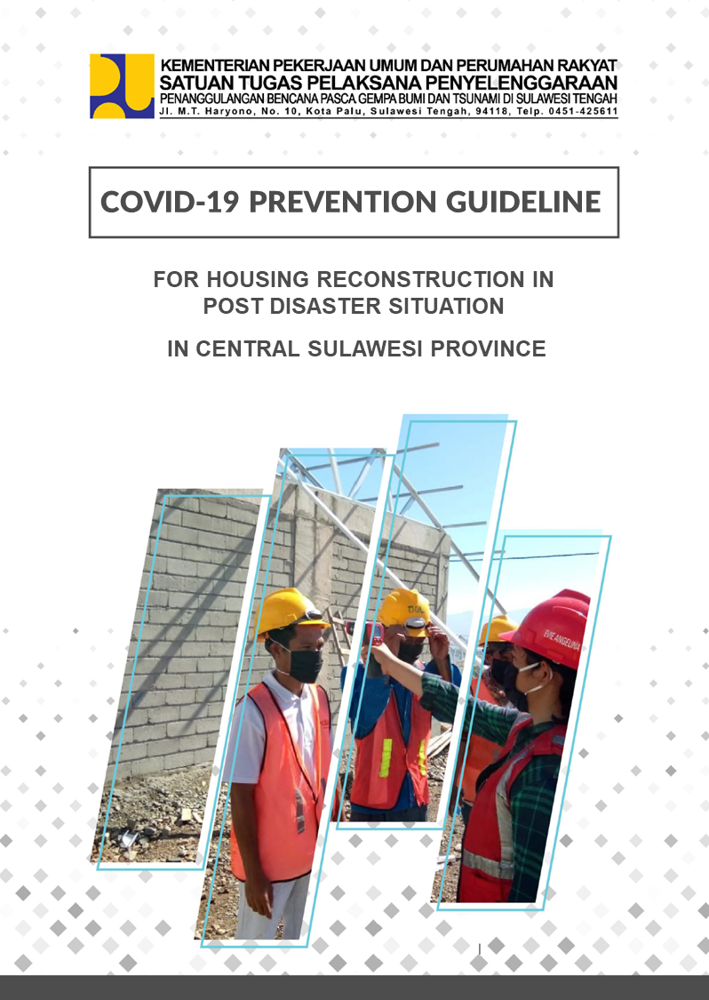 KEMENTERIAN PEKERJAAN UMUM DAN PERUMAHAN RAKYAT
SATUAN TUGAS PELAKSANA PENYELENGGARAAN
PENANGGULANGAN BENCANA PASCA GEMPA BUMI DAN TSUNAMI DI SULAWESI TENGAH
Jl. M.T. Haryono, No. 10, Kota Palu, Sulawesi Tengah, 94118, Telp. 0451-425611
COVID-19 PREVENTION GUIDELINE
FOR HOUSING RECONSTRUCTION IN
POST DISASTER SITUATION
IN CENTRAL SULAWESI PROVINCE
EVIE ANGELINA